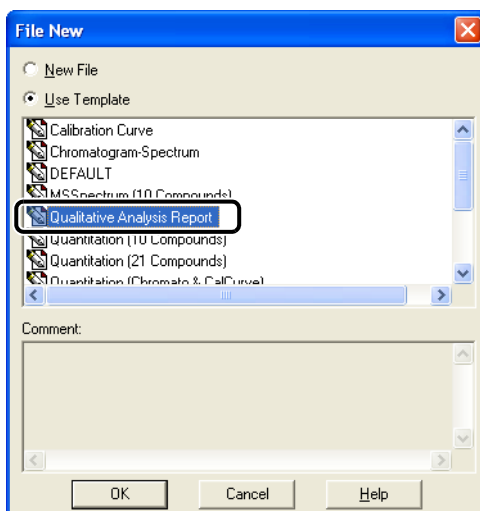 File New
New File
Use Template
Calibration Curve
Chromatogram-Spectrum
DEFAULT
MSSpectrum (10 Compounds)
Qualitative Analysis Report
Quantitation (10 Compounds)
Quantitation (21 Compounds)
Quantitation (Chromato & CalCurve)
Comment:
OK Cancel Help